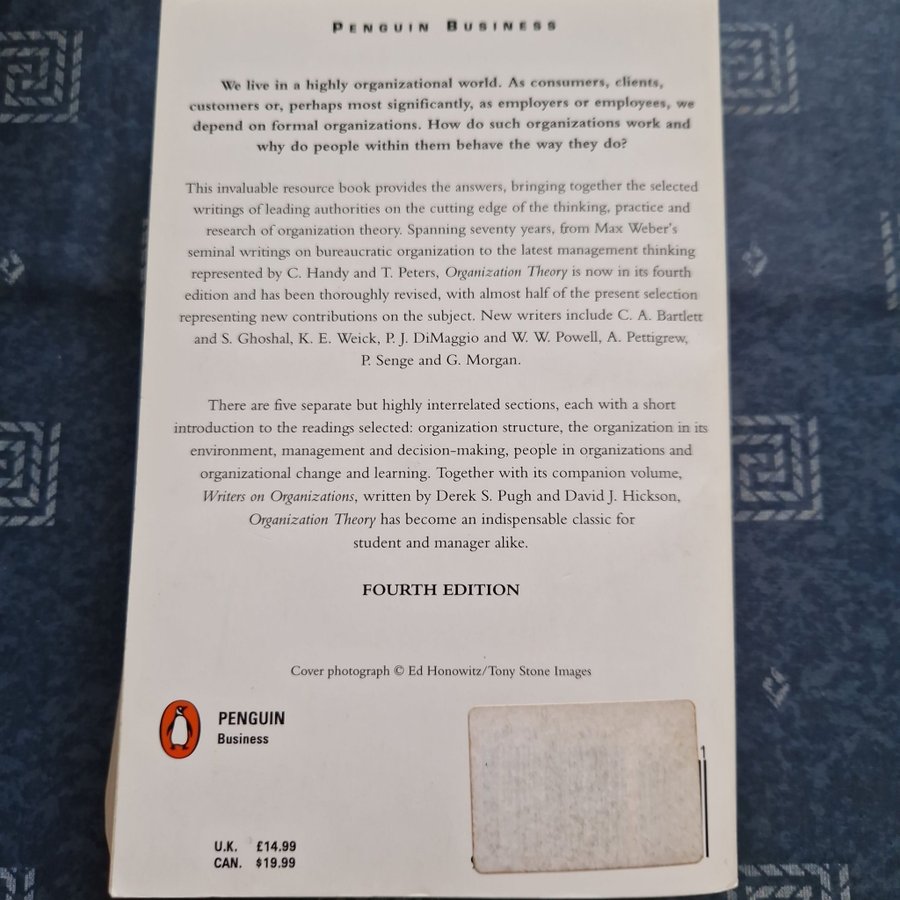 PENGUIN BUSINESS
We live in a highly organizational world. As consumers, clients,
customers or, perhaps most significantly, as employers or employees, we
depend on formal organizations. How do such organizations work and
why do people within them behave the way they do?
This invaluable resource book provides the answers, bringing together the selected
writings of leading authorities on the cutting edge of the thinking, practice and
research of organization theory. Spanning seventy years, from Max Weber's
seminal writings on bureaucratic organization to the latest management thinking
represented by C. Handy and T. Peters, Organization Theory is now in its fourth
edition and has been thoroughly revised, with almost half of the present selection
representing new contributions on the subject. New writers include C. A. Bartlett
and S. Ghoshal, K. E. Weick, P. J. DiMaggio and W. W. Powell, A. Pettigrew,
P. Senge and G. Morgan.
There are five separate but highly interrelated sections, each with a short
introduction to the readings selected: organization structure, the organization in its
environment, management and decision-making, people in organizations and
organizational change and learning. Together with its companion volume,
Writers on Organizations, written by Derek S. Pugh and David J. Hickson,
Organization Theory has become an indispensable classic for
student and manager alike.
FOURTH EDITION
Cover photograph © Ed Honowitz/Tony Stone Images
PENGUIN
Business
1
U.K. £14.99
CAN. $19.99